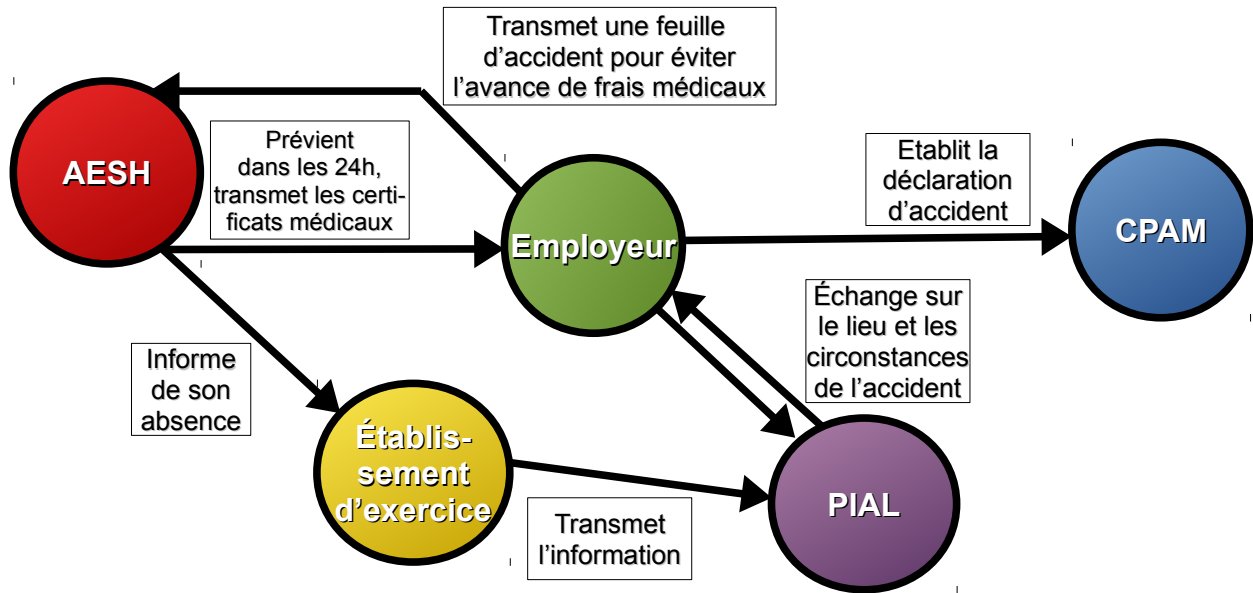 Transmet une feuille
d'accident pour éviter
l'avance de frais médicaux
AESH
Prévient
dans les 24h,
transmet les certi-
ficats médicaux
Employeur
Etablit la
déclaration
d'accident
CPAM
Informe
de son
absence
Échange sur
le lieu et les
circonstances
de l'accident
Établis-
sement
d'exercice
Transmet
l'information
PIAL